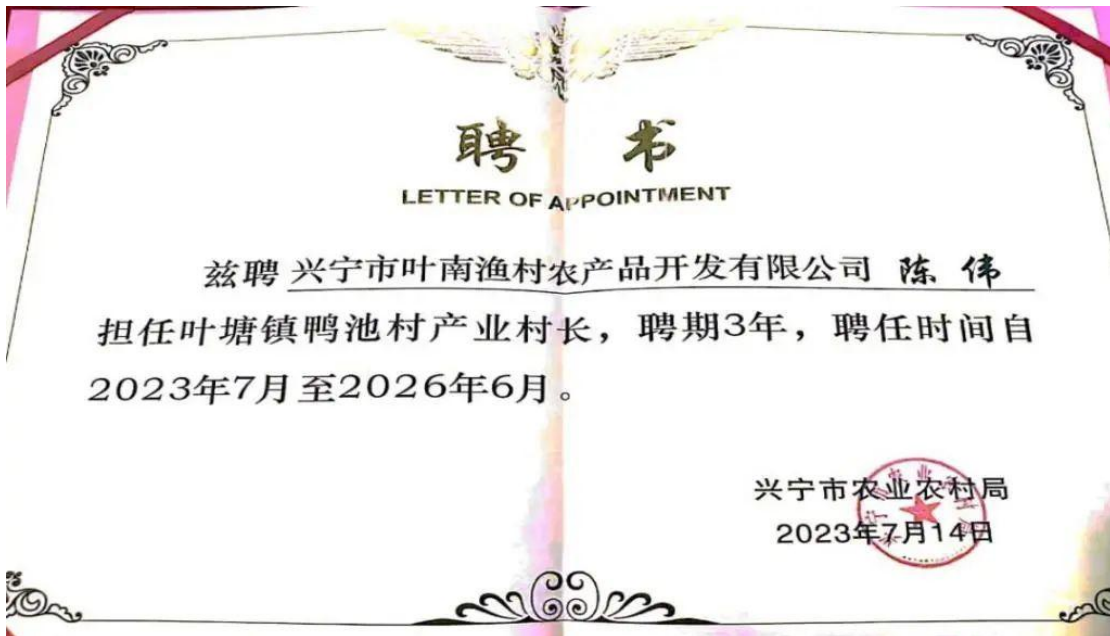 聘 书
LETTER OF APPOINTMENT
兹聘 兴宁市叶南渔村农产品开发有限公司 陈 伟
担任叶塘镇鸭池村产业村长，聘期3年，聘任时间自
2023年7月至2026年6月。
兴宁市农业农村局
2023年7月14日